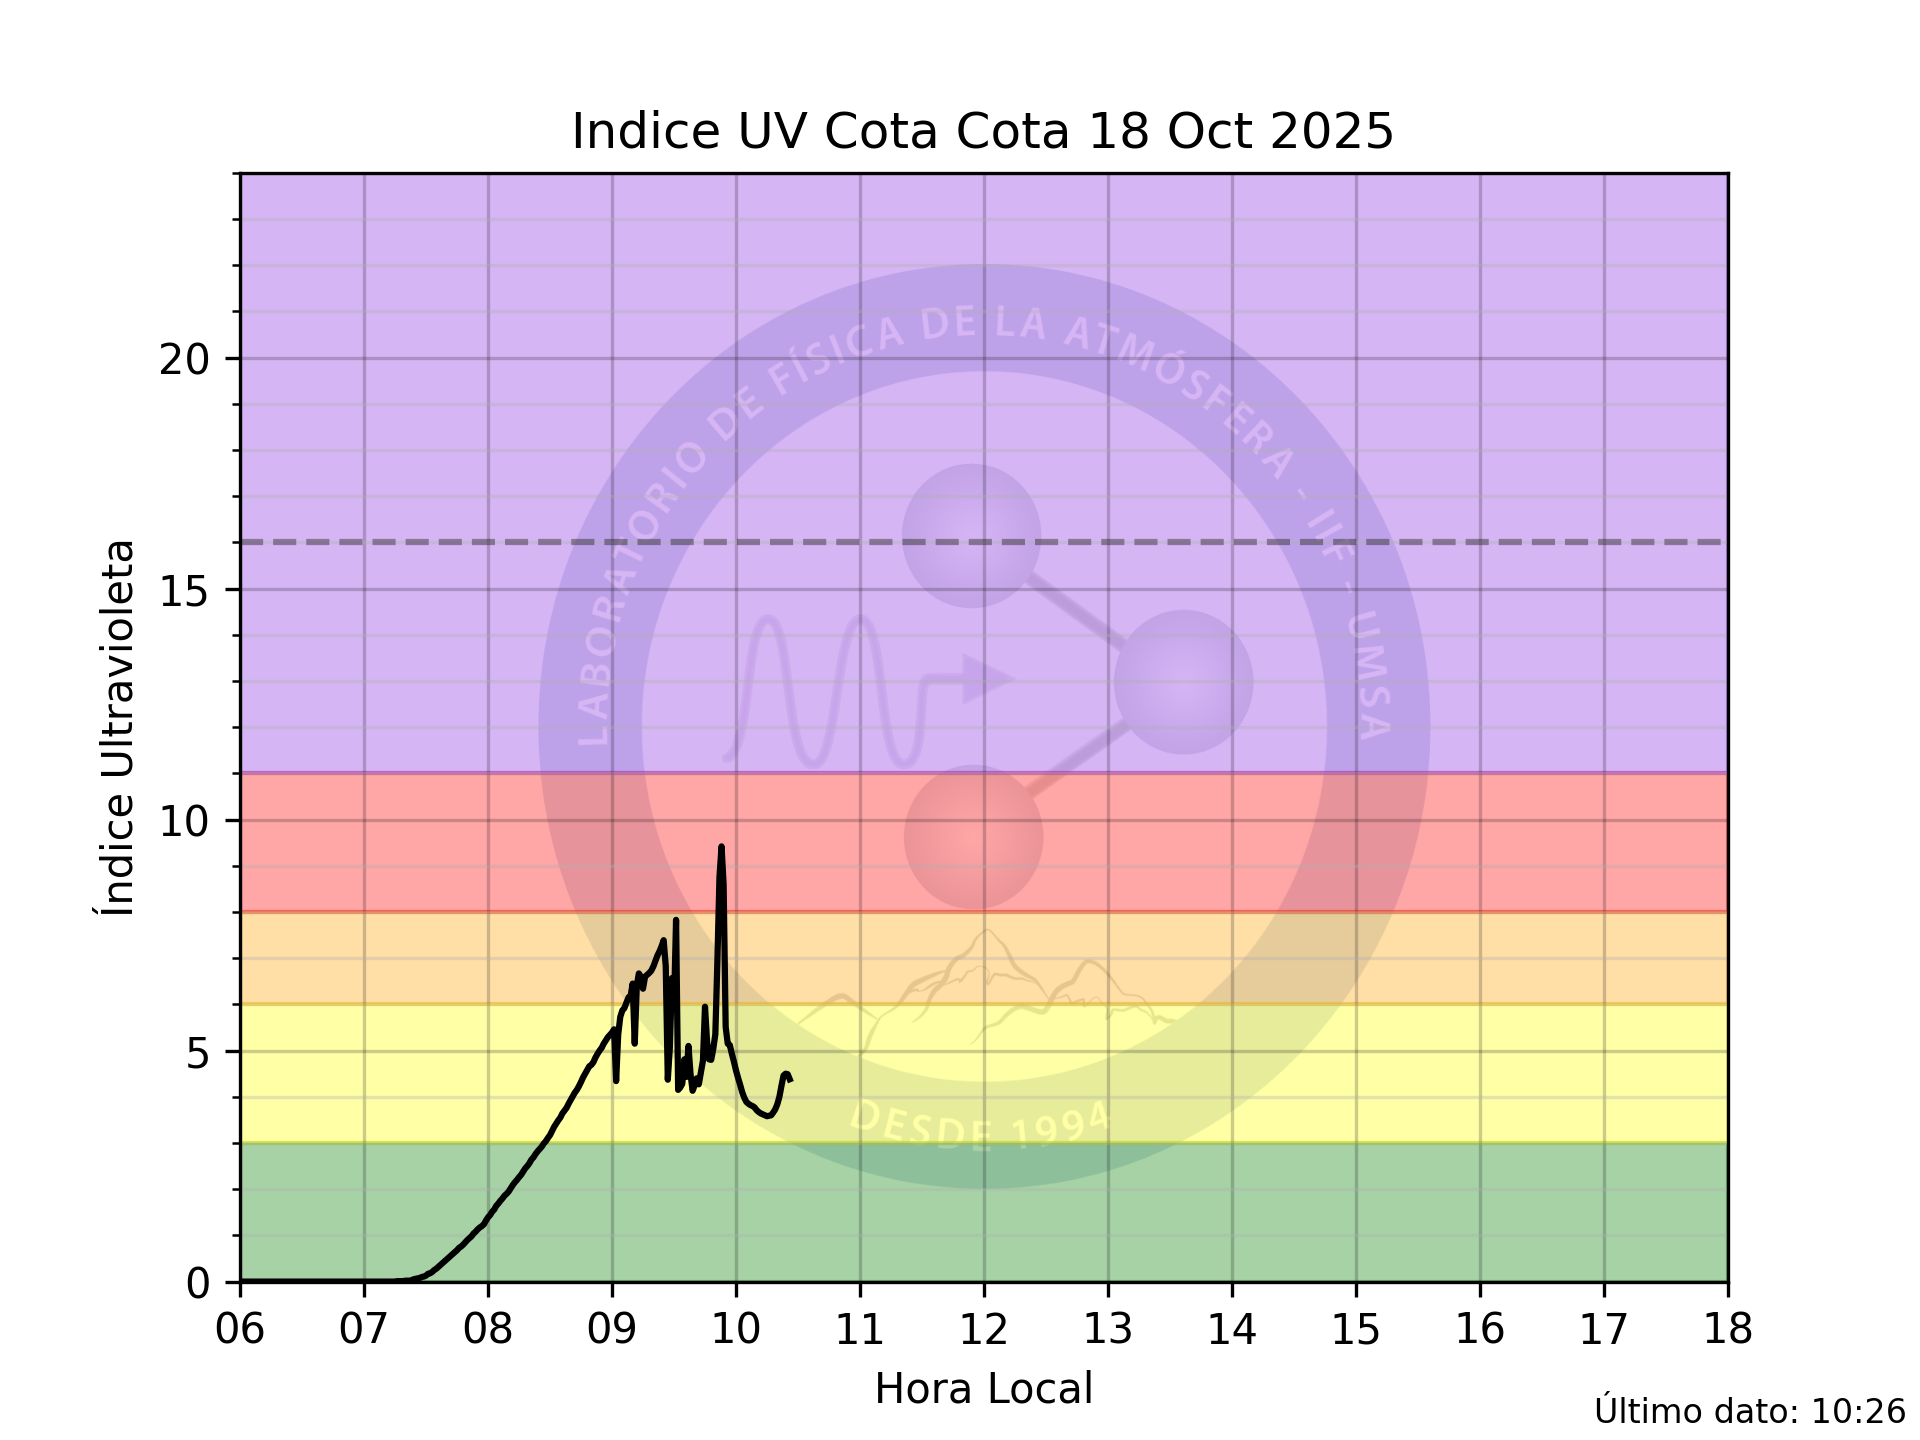 Indice UV Cota Cota 18 Oct 2025
20
15
10
5
0
Índice Ultravioleta
LABORATORIO DE FÍSICA DE LA ATMÓSFERA - IIF - UMSA
DESDE 1994
06 07 08 09 10 11 12 13 14 15 16 17 18
Hora Local
Último dato: 10:26